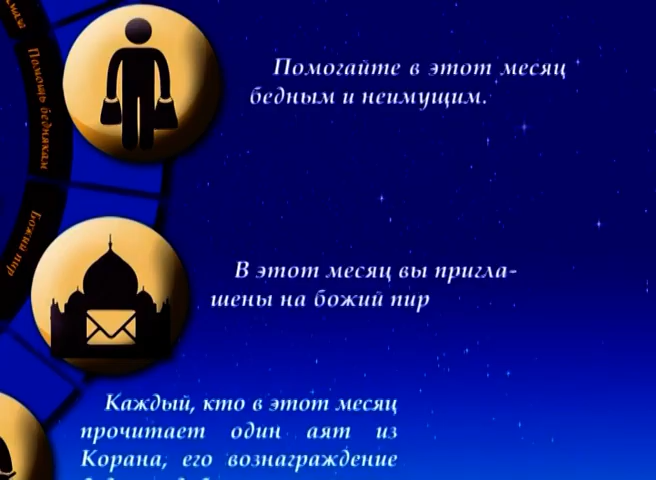 Помощь беднякам
Помогайте в этот месяц
бедным и неимущим.
Божий пир
В этот месяц вы пригла-
шены на божий пир
Каждый, кто в этот месяц
прочитает один аят из
Корана, его вознаграждение